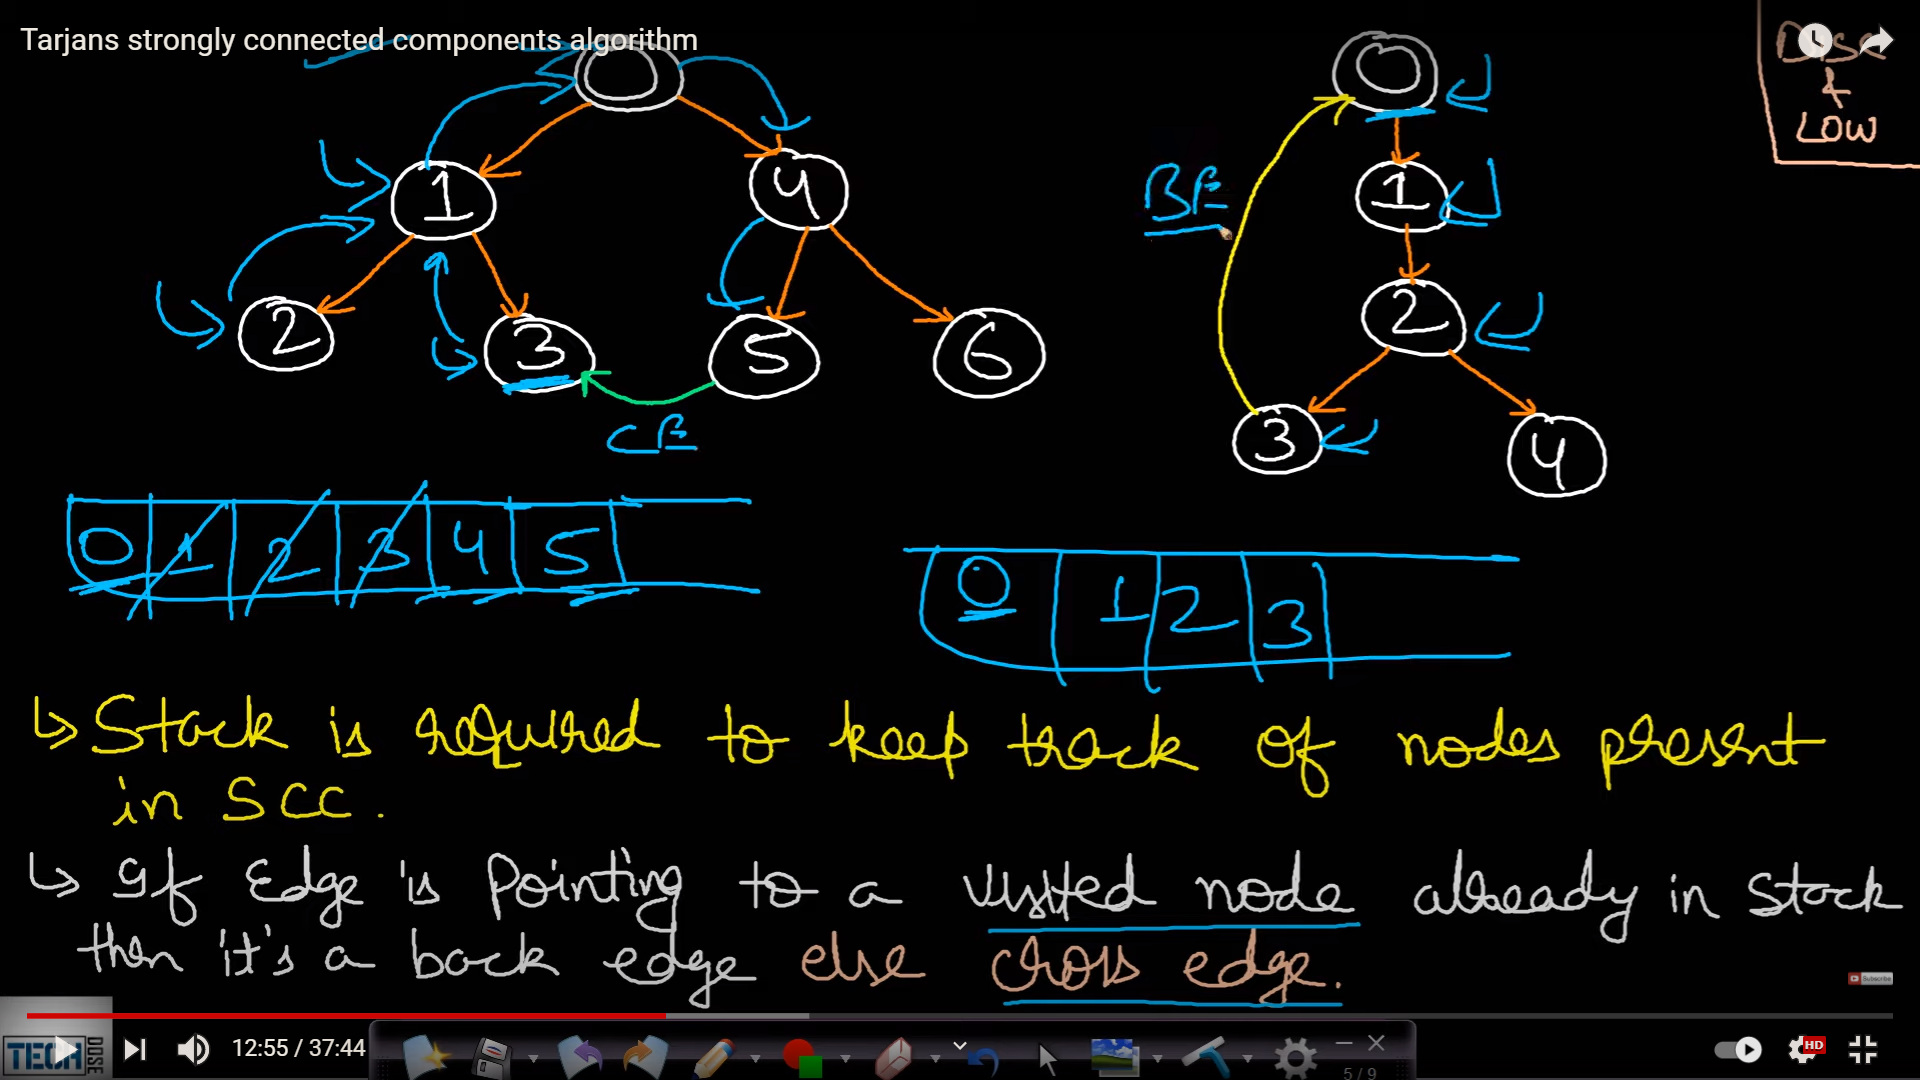 Tarjans strongly connected components algorithm
0
0
DISC
&
LOW
1
4
BE
1
2
3
5
6
2
CE
3
4
0 1 2 3 4 5
0 1 2 3
↳ Stack is required to keep track of nodes present
in SCC.
↳ If Edge is Pointing to a visited node already in Stack
then it's a back edge else cross edge.
Subscribe
TECH DOSE
12:55 / 37:44
HD
5 / 9